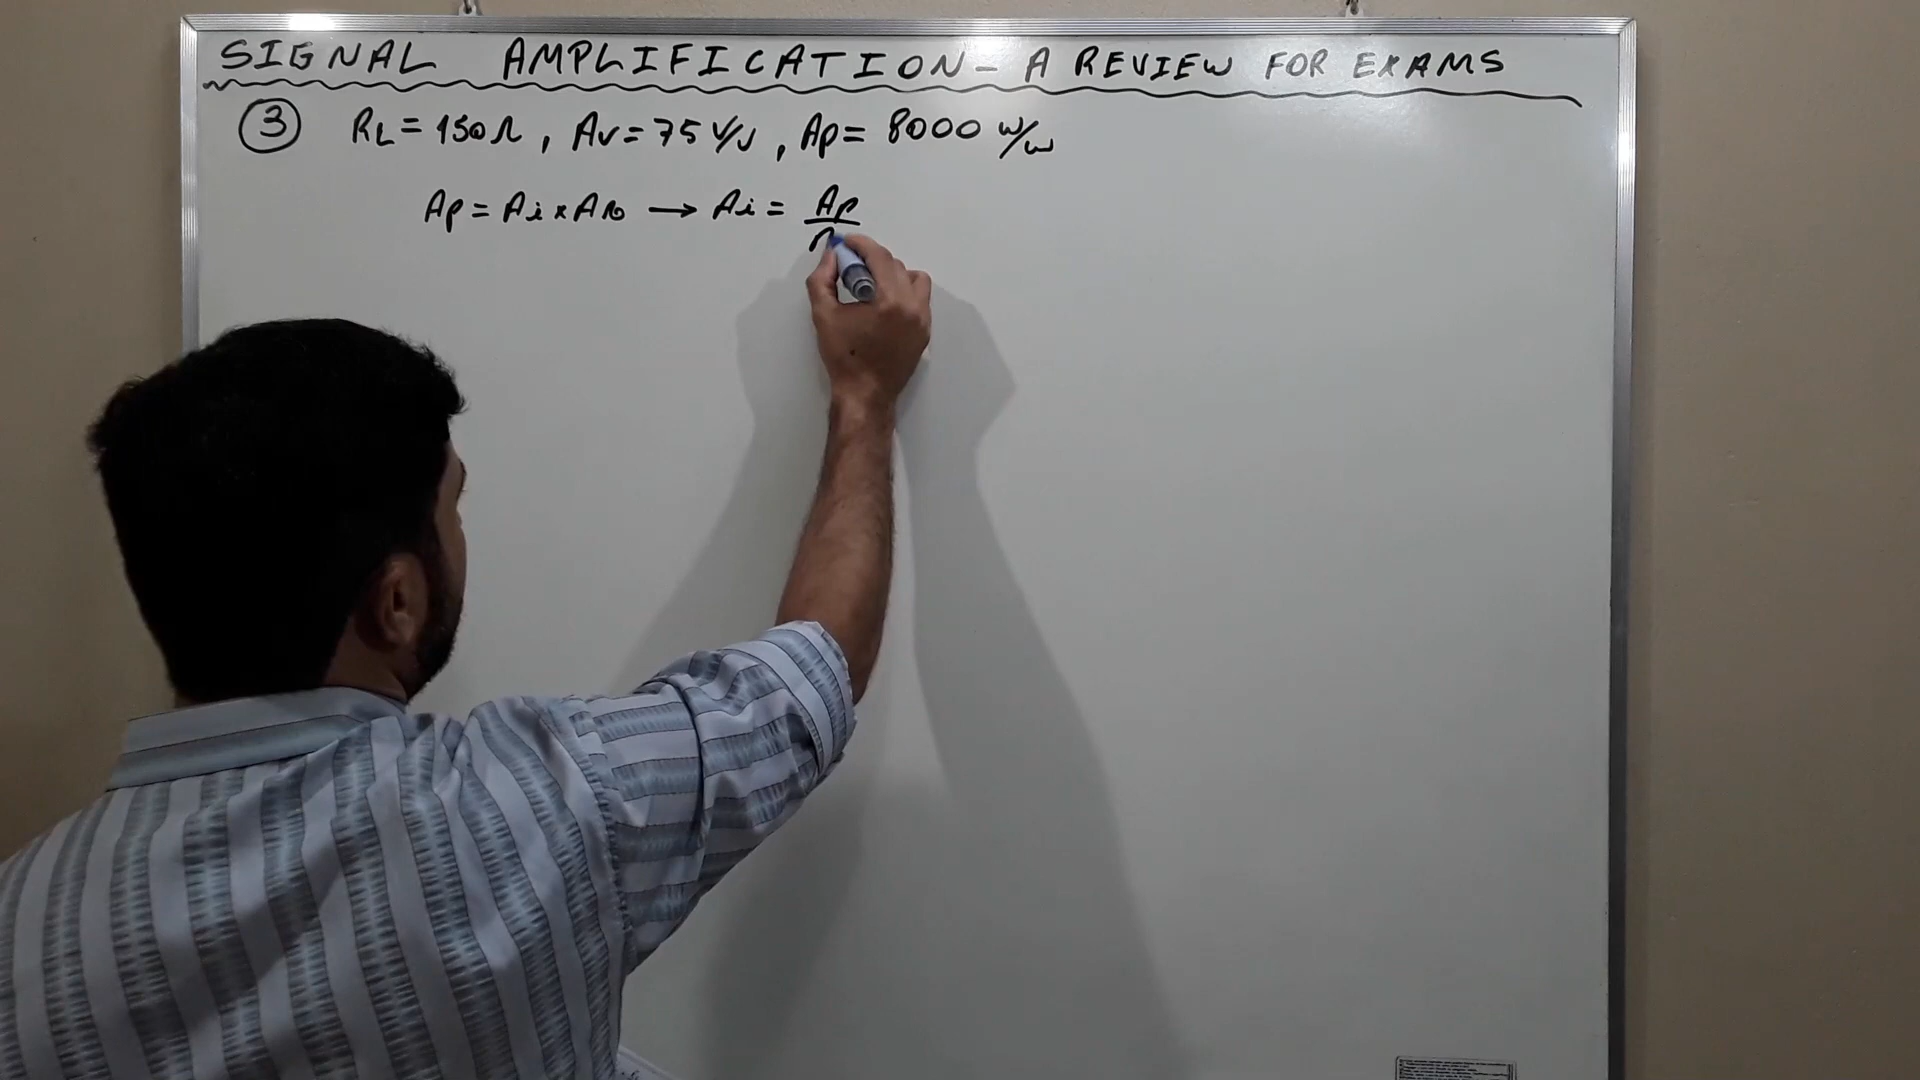 SIGNAL AMPLIFICATION - A REVIEW FOR EXAMS
③ RL = 150Ω, Av = 75 V/V, Ap = 8000 W/W
Ap = Ai × Av → Ai = Ap/